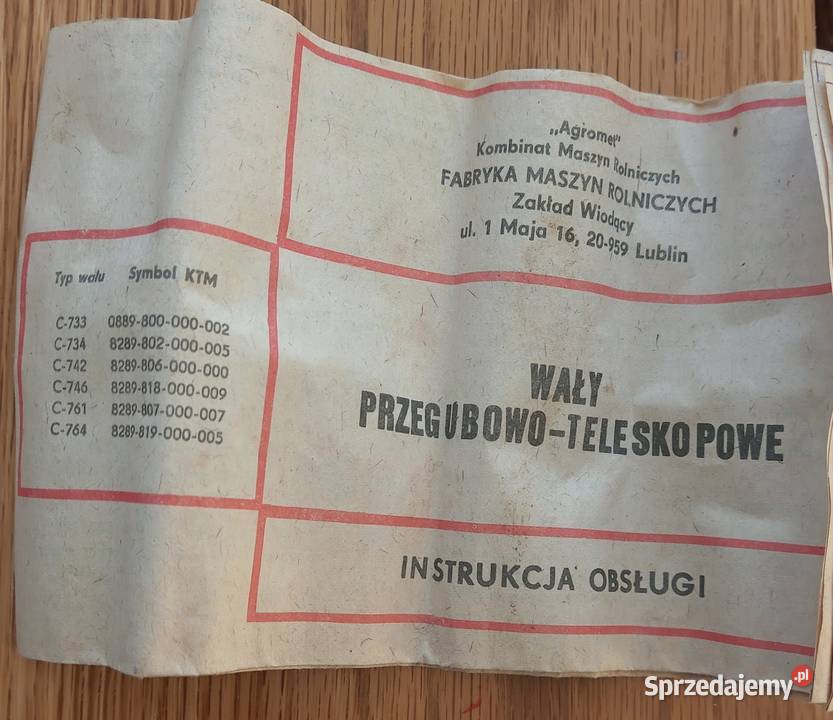 „Agromet"
Kombinat Maszyn Rolniczych
FABRYKA MASZYN ROLNICZYCH
Zakład Wiodący
ul. 1 Maja 16, 20-959 Lublin
Typ wału Symbol KTM
C-733 0889-800-000-002
C-734 8289-802-000-005
C-742 8289-806-000-000
C-746 8289-818-000-009
C-761 8289-807-000-007
C-764 8289-819-000-005
WAŁY
PRZEGUBOWO-TELESKOPOWE
INSTRUKCJA OBSŁUGI
Sprzedajemy.pl